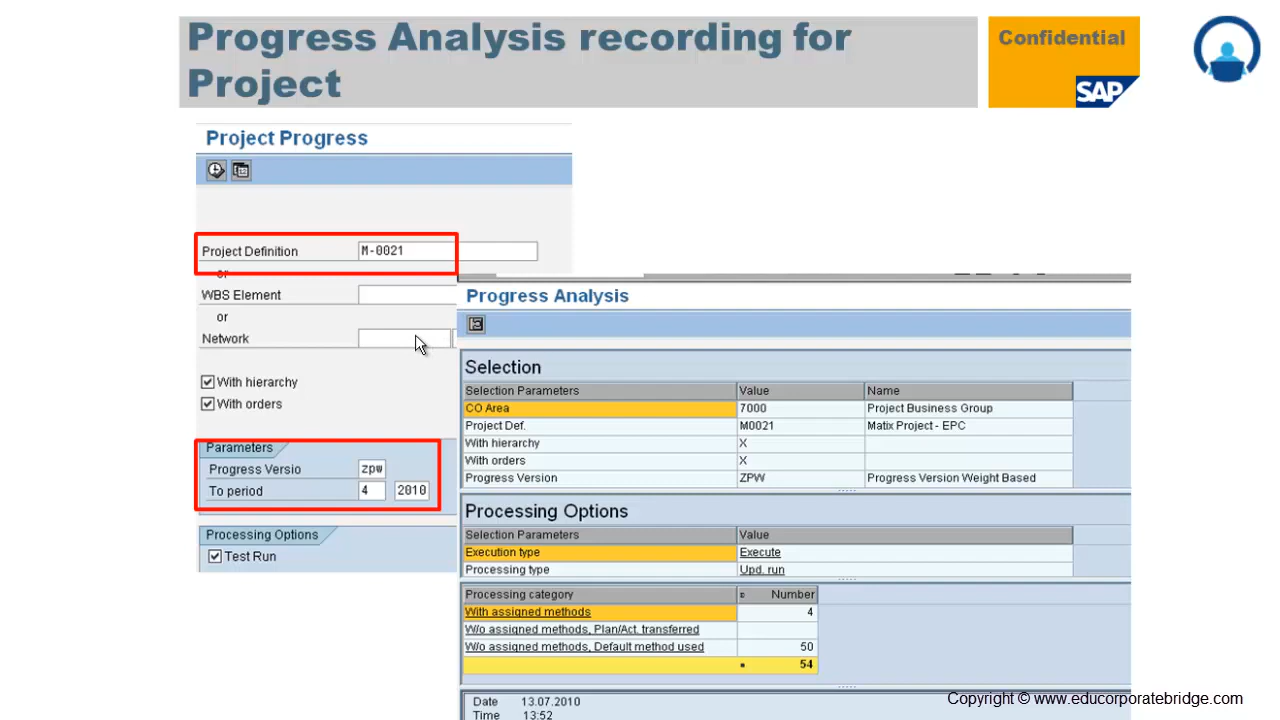 Progress Analysis recording for
Project
Confidential
SAP
Project Progress
Project Definition M-0021
or
WBS Element
or
Network
With hierarchy
With orders
Parameters
Progress Versio zpw
To period 4 2010
Processing Options
Test Run
Progress Analysis
Selection
Selection Parameters Value Name
CO Area 7000 Project Business Group
Project Def. M0021 Matix Project - EPC
With hierarchy X
With orders X
Progress Version ZPW Progress Version Weight Based
Processing Options
Selection Parameters Value
Execution type Execute
Processing type Upd. run
Processing category Number
With assigned methods 4
W/o assigned methods, Plan/Act. transferred
W/o assigned methods, Default method used 50
54
Date 13.07.2010
Time 13:52
Copyright © www.educorporatebridge.com